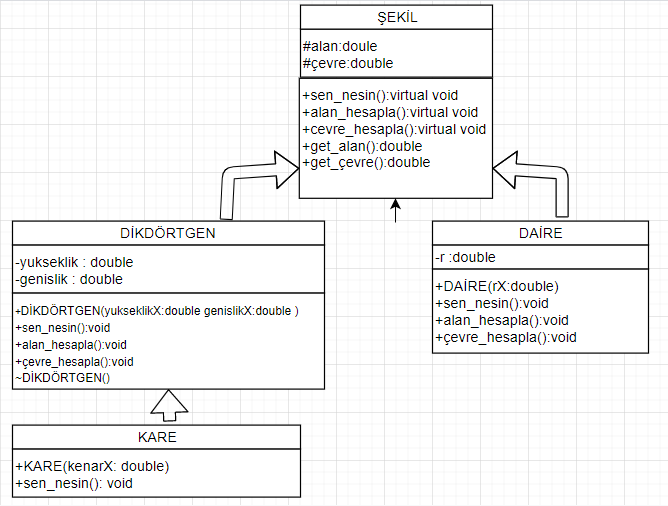 ŞEKİL
#alan:doule
#çevre:double
+sen_nesin():virtual void
+alan_hesapla():virtual void
+cevre_hesapla():virtual void
+get_alan():double
+get_çevre():double
DİKDÖRTGEN
-yukseklik : double
-genislik : double
+DİKDÖRTGEN(yukseklikX:double genislikX:double )
+sen_nesin():void
+alan_hesapla():void
+çevre_hesapla():void
~DİKDÖRTGEN()
DAİRE
-r :double
+DAİRE(rX:double)
+sen_nesin():void
+alan_hesapla():void
+çevre_hesapla():void
KARE
+KARE(kenarX: double)
+sen_nesin(): void